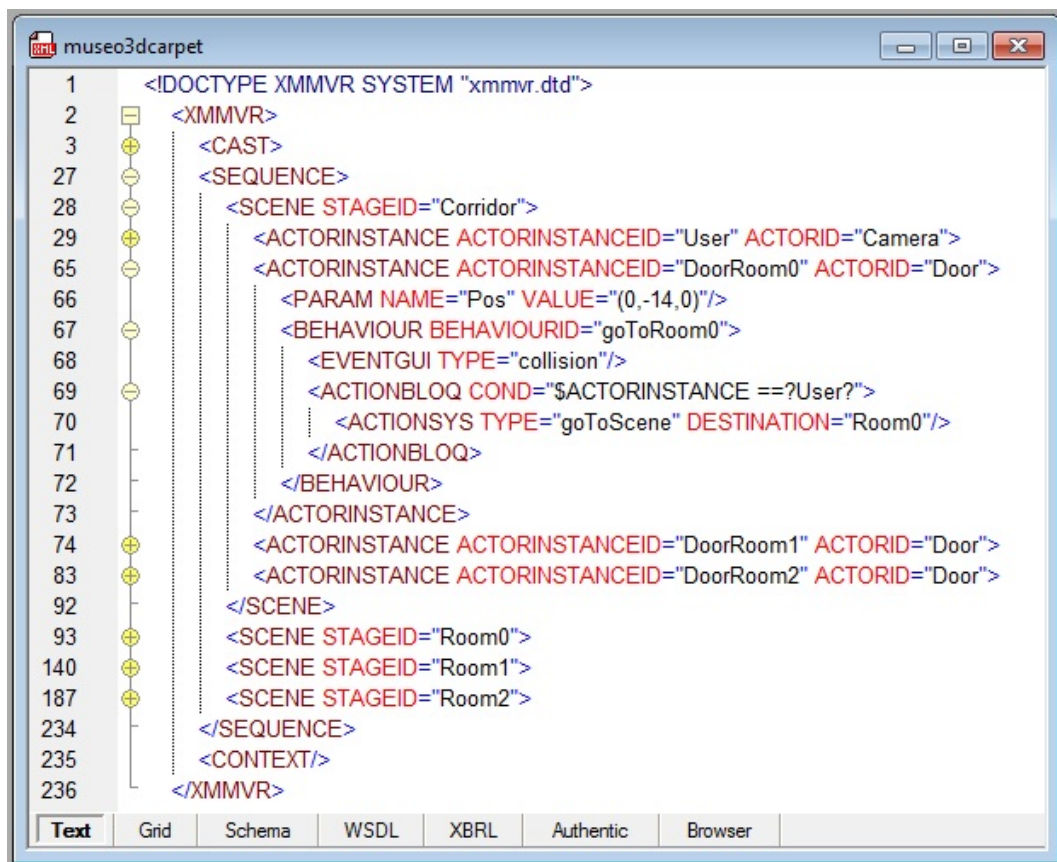 museo3dcarpet
1 <!DOCTYPE XMMVR SYSTEM "xmmvr.dtd">
2 <XMMVR>
3 <CAST>
27 <SEQUENCE>
28 <SCENE STAGEID="Corridor">
29 <ACTORINSTANCE ACTORINSTANCEID="User" ACTORID="Camera">
65 <ACTORINSTANCE ACTORINSTANCEID="DoorRoom0" ACTORID="Door">
66 <PARAM NAME="Pos" VALUE="(0,-14,0)"/>
67 <BEHAVIOUR BEHAVIOURID="goToRoom0">
68 <EVENTGUI TYPE="collision"/>
69 <ACTIONBLOQ COND="$ACTORINSTANCE ==?User?">
70 <ACTIONSYS TYPE="goToScene" DESTINATION="Room0"/>
71 </ACTIONBLOQ>
72 </BEHAVIOUR>
73 </ACTORINSTANCE>
74 <ACTORINSTANCE ACTORINSTANCEID="DoorRoom1" ACTORID="Door">
83 <ACTORINSTANCE ACTORINSTANCEID="DoorRoom2" ACTORID="Door">
92 </SCENE>
93 <SCENE STAGEID="Room0">
140 <SCENE STAGEID="Room1">
187 <SCENE STAGEID="Room2">
234 </SEQUENCE>
235 <CONTEXT/>
236 </XMMVR>
Text Grid Schema WSDL XBRL Authentic Browser